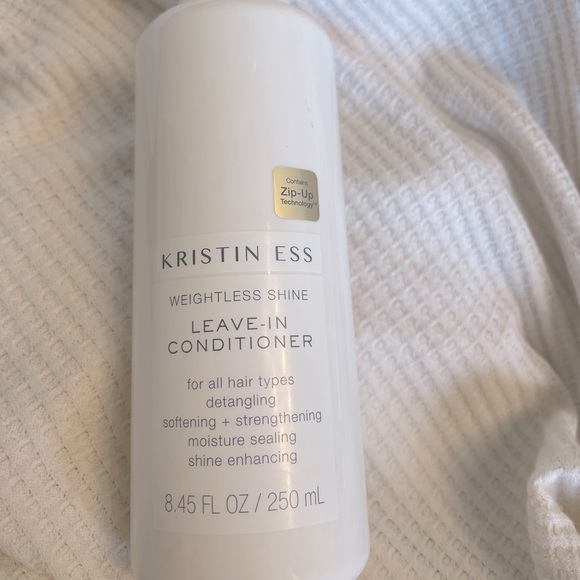 Contains
Zip-Up
Technology™
KRISTIN ESS
WEIGHTLESS SHINE
LEAVE-IN
CONDITIONER
for all hair types
detangling
softening + strengthening
moisture sealing
shine enhancing
8.45 FL OZ / 250 mL